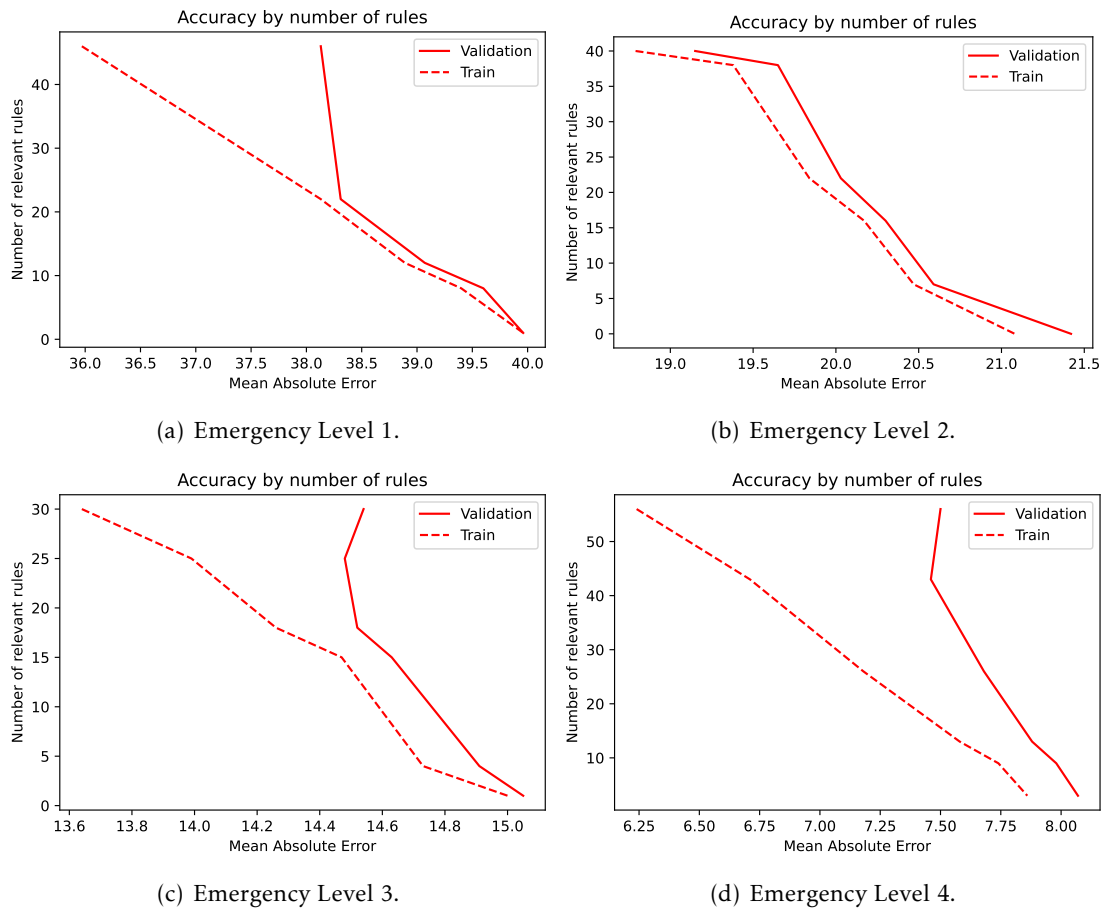 Accuracy by number of rules
Number of relevant rules
40
30
20
10
0
Validation
Train
36.0 36.5 37.0 37.5 38.0 38.5 39.0 39.5 40.0
Mean Absolute Error
(a) Emergency Level 1.
Accuracy by number of rules
Number of relevant rules
40
35
30
25
20
15
10
5
0
Validation
Train
19.0 19.5 20.0 20.5 21.0 21.5
Mean Absolute Error
(b) Emergency Level 2.
Accuracy by number of rules
Number of relevant rules
30
25
20
15
10
5
0
Validation
Train
13.6 13.8 14.0 14.2 14.4 14.6 14.8 15.0
Mean Absolute Error
(c) Emergency Level 3.
Accuracy by number of rules
Number of relevant rules
50
40
30
20
10
Validation
Train
6.25 6.50 6.75 7.00 7.25 7.50 7.75 8.00
Mean Absolute Error
(d) Emergency Level 4.